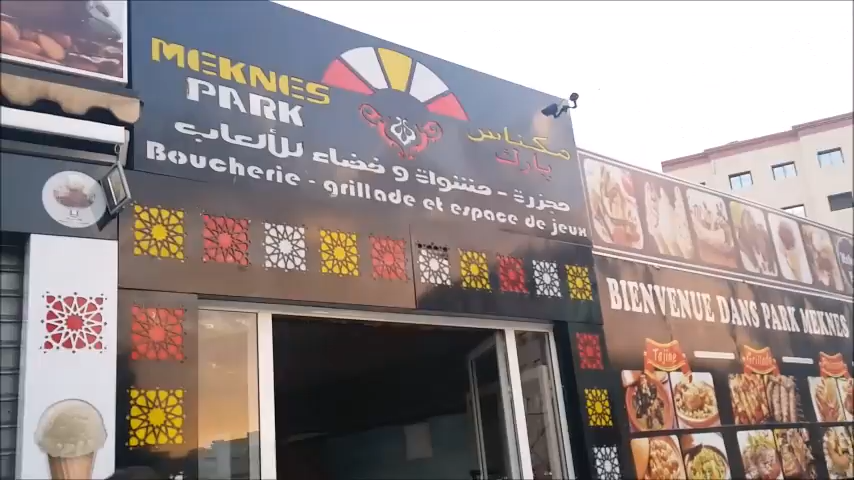 MEKNES
PARK
مكناس
بارك
جزارة - مشواة و فضاء للألعاب
Boucherie - grillade et espace de jeux
BIENVENUE DANS PARK MEKNES
Tajine
Grillade